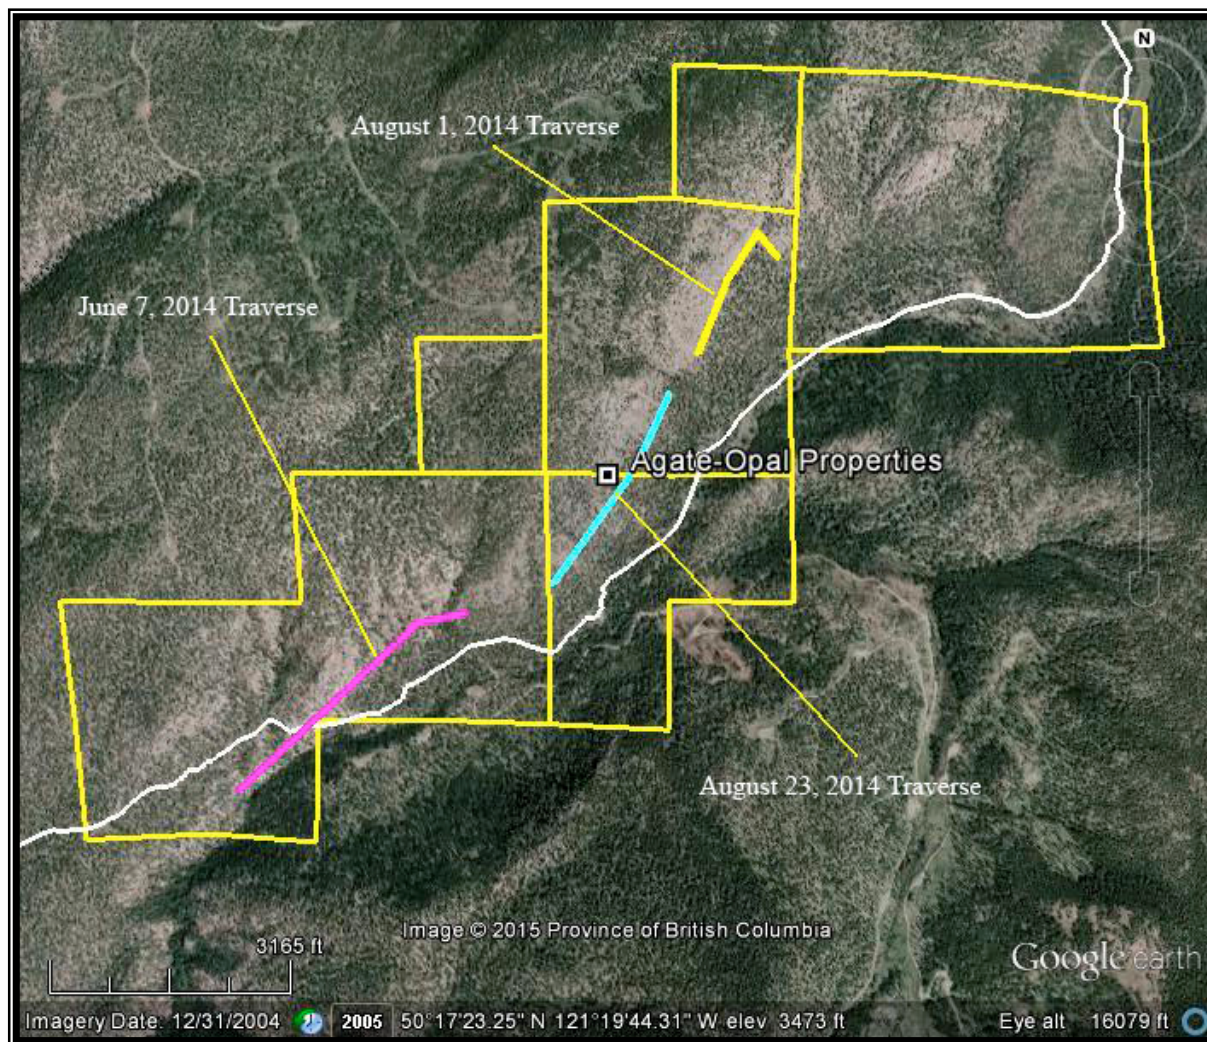 N
August 1, 2014 Traverse
June 7, 2014 Traverse
Agate-Opal Properties
August 23, 2014 Traverse
Image © 2015 Province of British Columbia
3165 ft
Google earth
Imagery Date: 12/31/2004 2005 50°17'23.25" N 121°19'44.31" W elev 3473 ft Eye alt 16079 ft